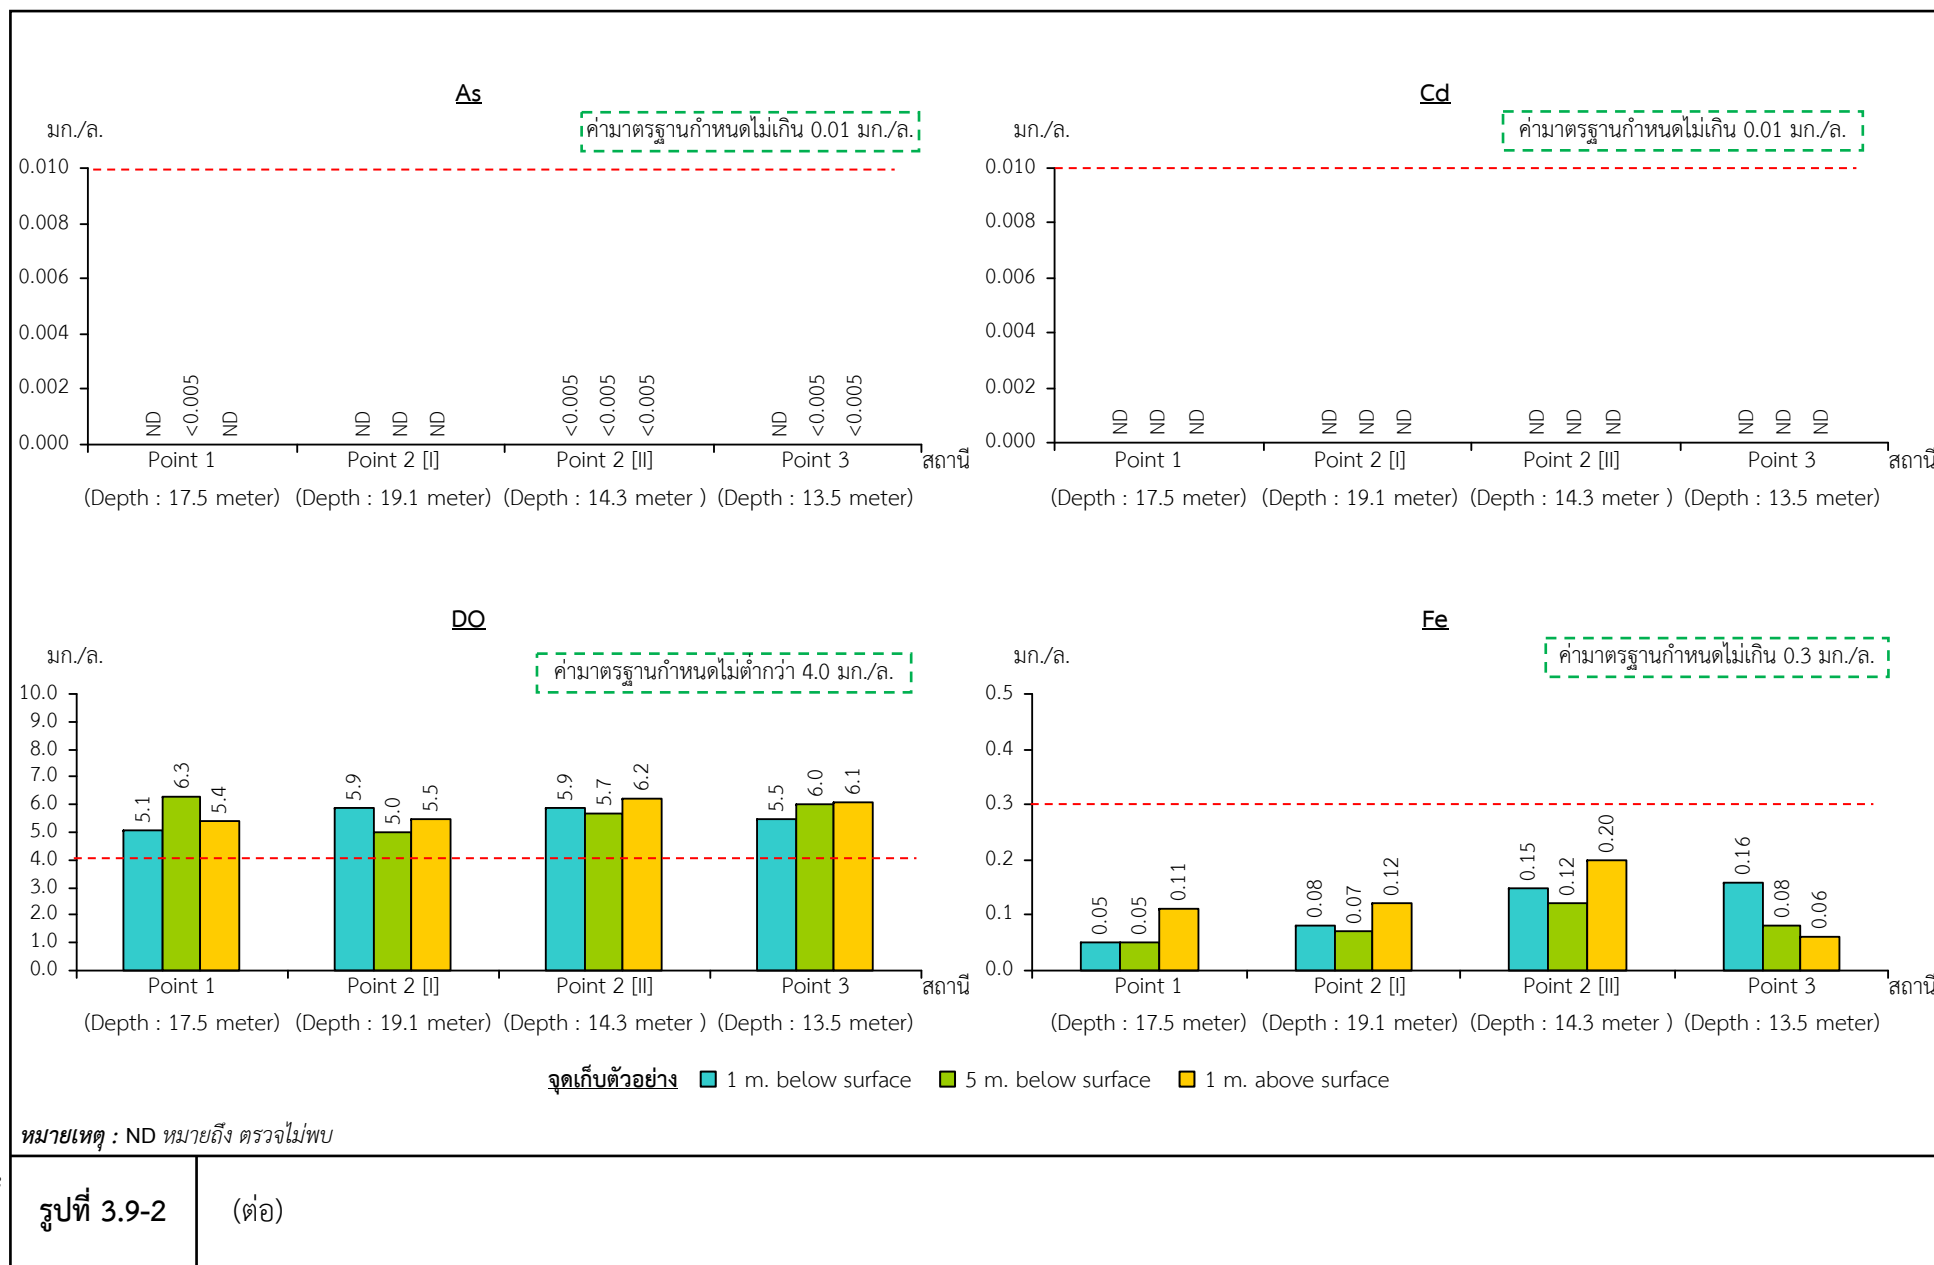 As
มก./ล.
ค่ามาตรฐานกำหนดไม่เกิน 0.01 มก./ล.
0.010
0.008
0.006
0.004
0.002
0.000
ND <0.005 ND ND ND ND <0.005 <0.005 <0.005 ND <0.005 <0.005
Point 1 Point 2 [I] Point 2 [II] Point 3 สถานี
(Depth : 17.5 meter) (Depth : 19.1 meter) (Depth : 14.3 meter ) (Depth : 13.5 meter)
Cd
มก./ล.
ค่ามาตรฐานกำหนดไม่เกิน 0.01 มก./ล.
0.010
0.008
0.006
0.004
0.002
0.000
ND ND ND ND ND ND ND ND ND ND ND ND
Point 1 Point 2 [I] Point 2 [II] Point 3 สถานี
(Depth : 17.5 meter) (Depth : 19.1 meter) (Depth : 14.3 meter ) (Depth : 13.5 meter)
DO
มก./ล.
ค่ามาตรฐานกำหนดไม่ต่ำกว่า 4.0 มก./ล.
10.0
9.0
8.0
7.0
6.0
5.0
4.0
3.0
2.0
1.0
0.0
5.1 6.3 5.4 5.9 5.0 5.5 5.9 5.7 6.2 5.5 6.0 6.1
Point 1 Point 2 [I] Point 2 [II] Point 3 สถานี
(Depth : 17.5 meter) (Depth : 19.1 meter) (Depth : 14.3 meter ) (Depth : 13.5 meter)
Fe
มก./ล.
ค่ามาตรฐานกำหนดไม่เกิน 0.3 มก./ล.
0.5
0.4
0.3
0.2
0.1
0.0
0.05 0.05 0.11 0.08 0.07 0.12 0.15 0.12 0.20 0.16 0.08 0.06
Point 1 Point 2 [I] Point 2 [II] Point 3 สถานี
(Depth : 17.5 meter) (Depth : 19.1 meter) (Depth : 14.3 meter ) (Depth : 13.5 meter)
จุดเก็บตัวอย่าง 1 m. below surface 5 m. below surface 1 m. above surface
หมายเหตุ : ND หมายถึง ตรวจไม่พบ
รูปที่ 3.9-2 (ต่อ)